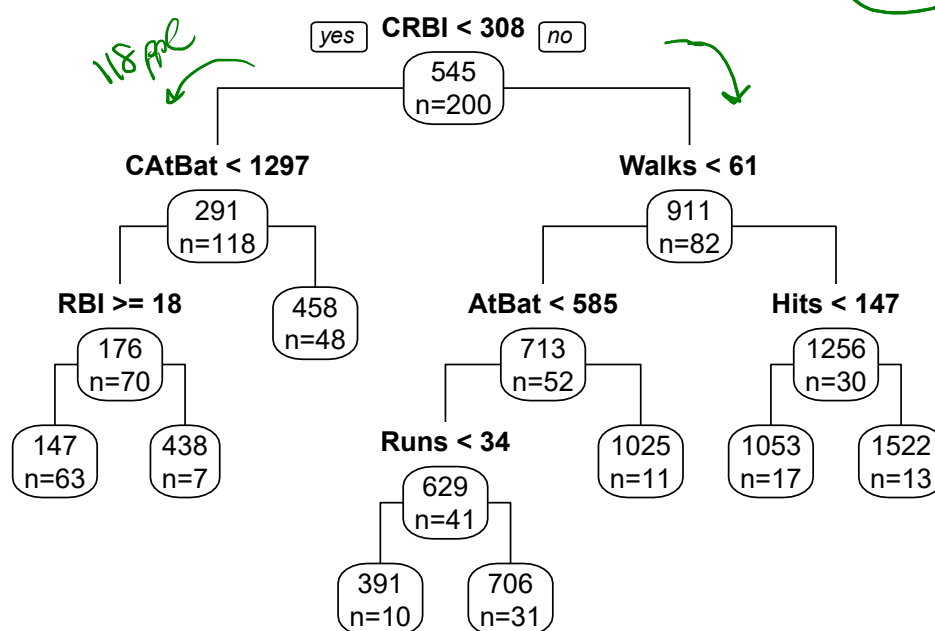 yes CRBI < 308 no
118 ppl
545
n=200
CAtBat < 1297
Walks < 61
291
n=118
911
n=82
RBI >= 18
458
n=48
AtBat < 585
Hits < 147
176
n=70
713
n=52
1256
n=30
147
n=63
438
n=7
Runs < 34
1025
n=11
1053
n=17
1522
n=13
629
n=41
391
n=10
706
n=31